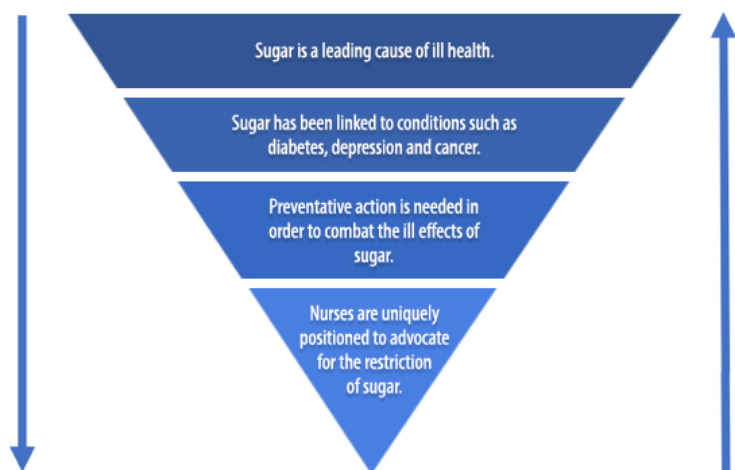 Sugar is a leading cause of ill health.
Sugar has been linked to conditions such as
diabetes, depression and cancer.
Preventative action is needed in
order to combat the ill effects of
sugar.
Nurses are uniquely
positioned to advocate
for the restriction
of sugar.